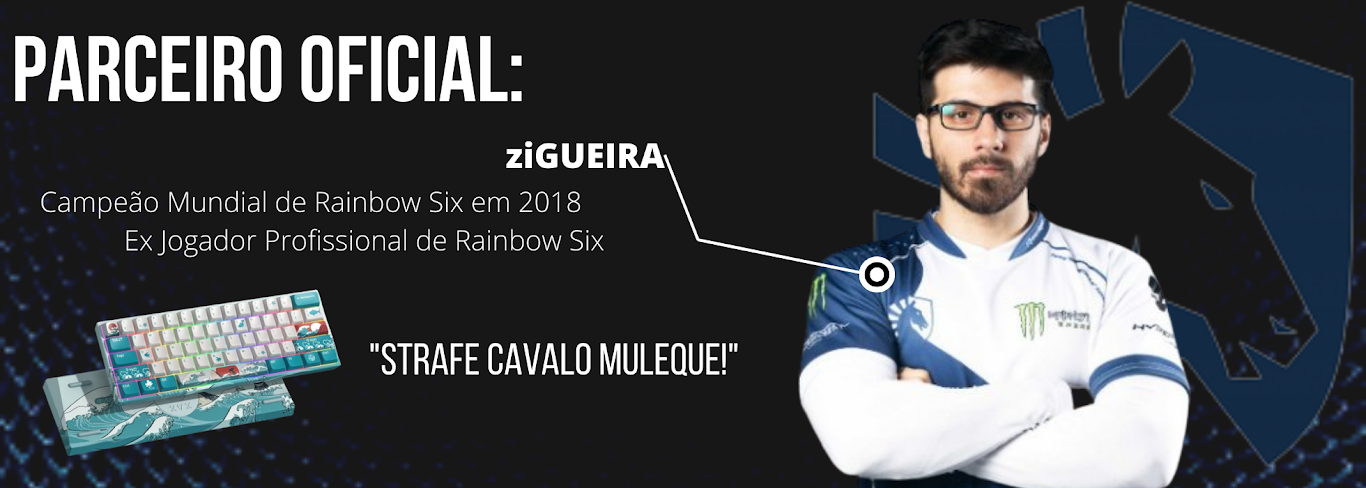 PARCEIRO OFICIAL:
ziGUEIRA
Campeão Mundial de Rainbow Six em 2018
Ex Jogador Profissional de Rainbow Six
"STRAFE CAVALO MULEQUE!"